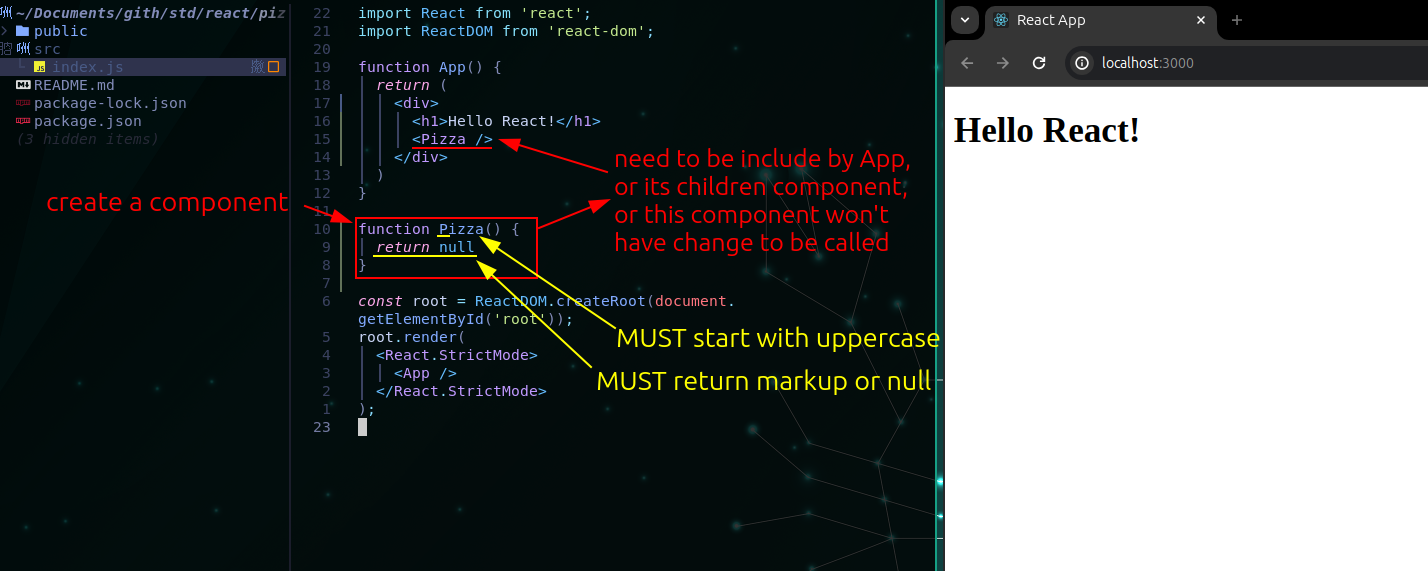 ~/Documents/gith/std/react/piz
public
src
index.js
README.md
package-lock.json
package.json
(3 hidden items)
create a component
22 import React from 'react';
21 import ReactDOM from 'react-dom';
20
19 function App() {
18 return (
17 <div>
16 <h1>Hello React!</h1>
15 <Pizza />
14 </div>
13 )
12 }
11
10 function Pizza() {
9 return null
8 }
7
6 const root = ReactDOM.createRoot(document.
getElementById('root'));
5 root.render(
4 <React.StrictMode>
3 <App />
2 </React.StrictMode>
1 );
23
need to be include by App,
or its children component,
or this component won't
have change to be called
MUST start with uppercase
MUST return markup or null
React App
localhost:3000
Hello React!